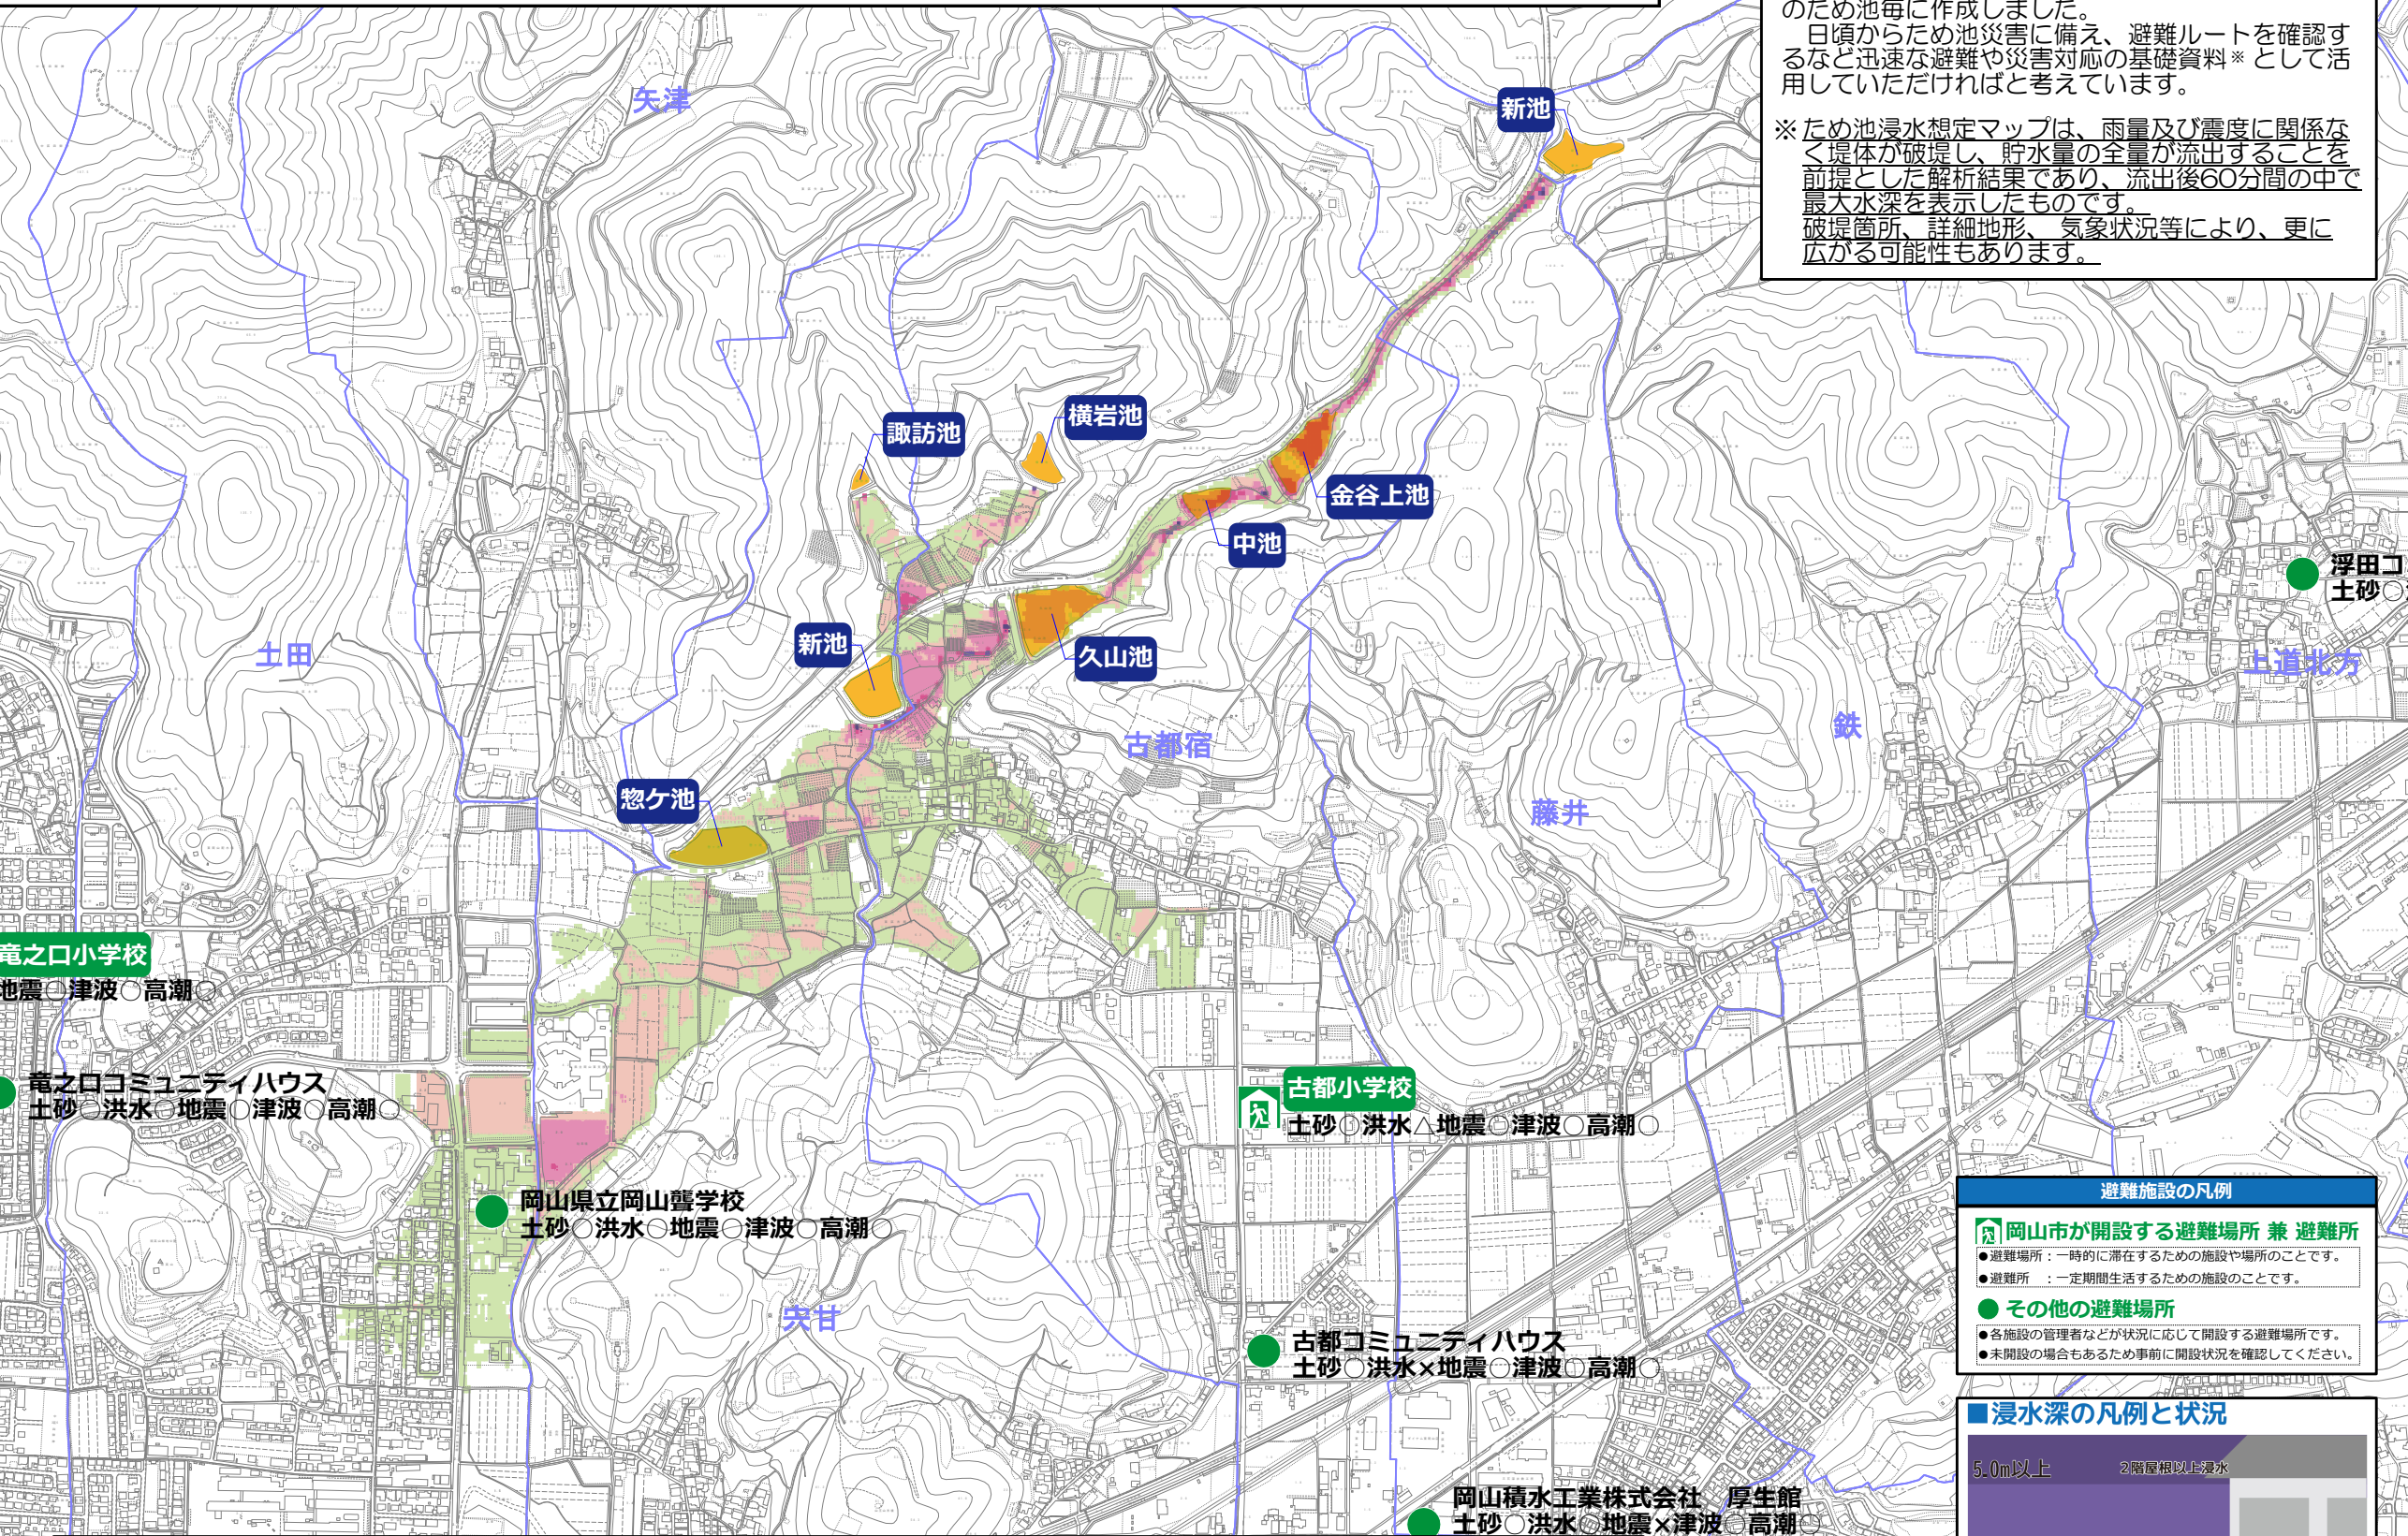 のため池毎に作成しました。
日頃からため池災害に備え、避難ルートを確認す
るなど迅速な避難や災害対応の基礎資料※として活
用していただければと考えています。
※ため池浸水想定マップは、雨量及び震度に関係な
く堤体が破堤し、貯水量の全量が流出することを
前提とした解析結果であり、流出後60分間の中で
最大水深を表示したものです。
破堤箇所、詳細地形、気象状況等により、更に
広がる可能性もあります。
矢津
新池
諏訪池
横岩池
金谷上池
中池
浮田コ
土砂○
土田
新池
久山池
上道北方
古都宿
鉄
惣ケ池
藤井
竜之口小学校
地震○津波○高潮○
竜之口コミュニティハウス
土砂○洪水○地震○津波○高潮○
古都小学校
土砂○洪水△地震○津波○高潮○
岡山県立岡山聾学校
土砂○洪水○地震○津波○高潮○
宍甘
古都コミュニティハウス
土砂○洪水×地震○津波○高潮○
岡山積水工業株式会社 厚生館
土砂○洪水◎地震×津波○高潮○
避難施設の凡例
岡山市が開設する避難場所 兼 避難所
●避難場所：一時的に滞在するための施設や場所のことです。
●避難所　：一定期間生活するための施設のことです。
その他の避難場所
●各施設の管理者などが状況に応じて開設する避難場所です。
●未開設の場合もあるため事前に開設状況を確認してください。
■浸水深の凡例と状況
5.0m以上
2階屋根以上浸水